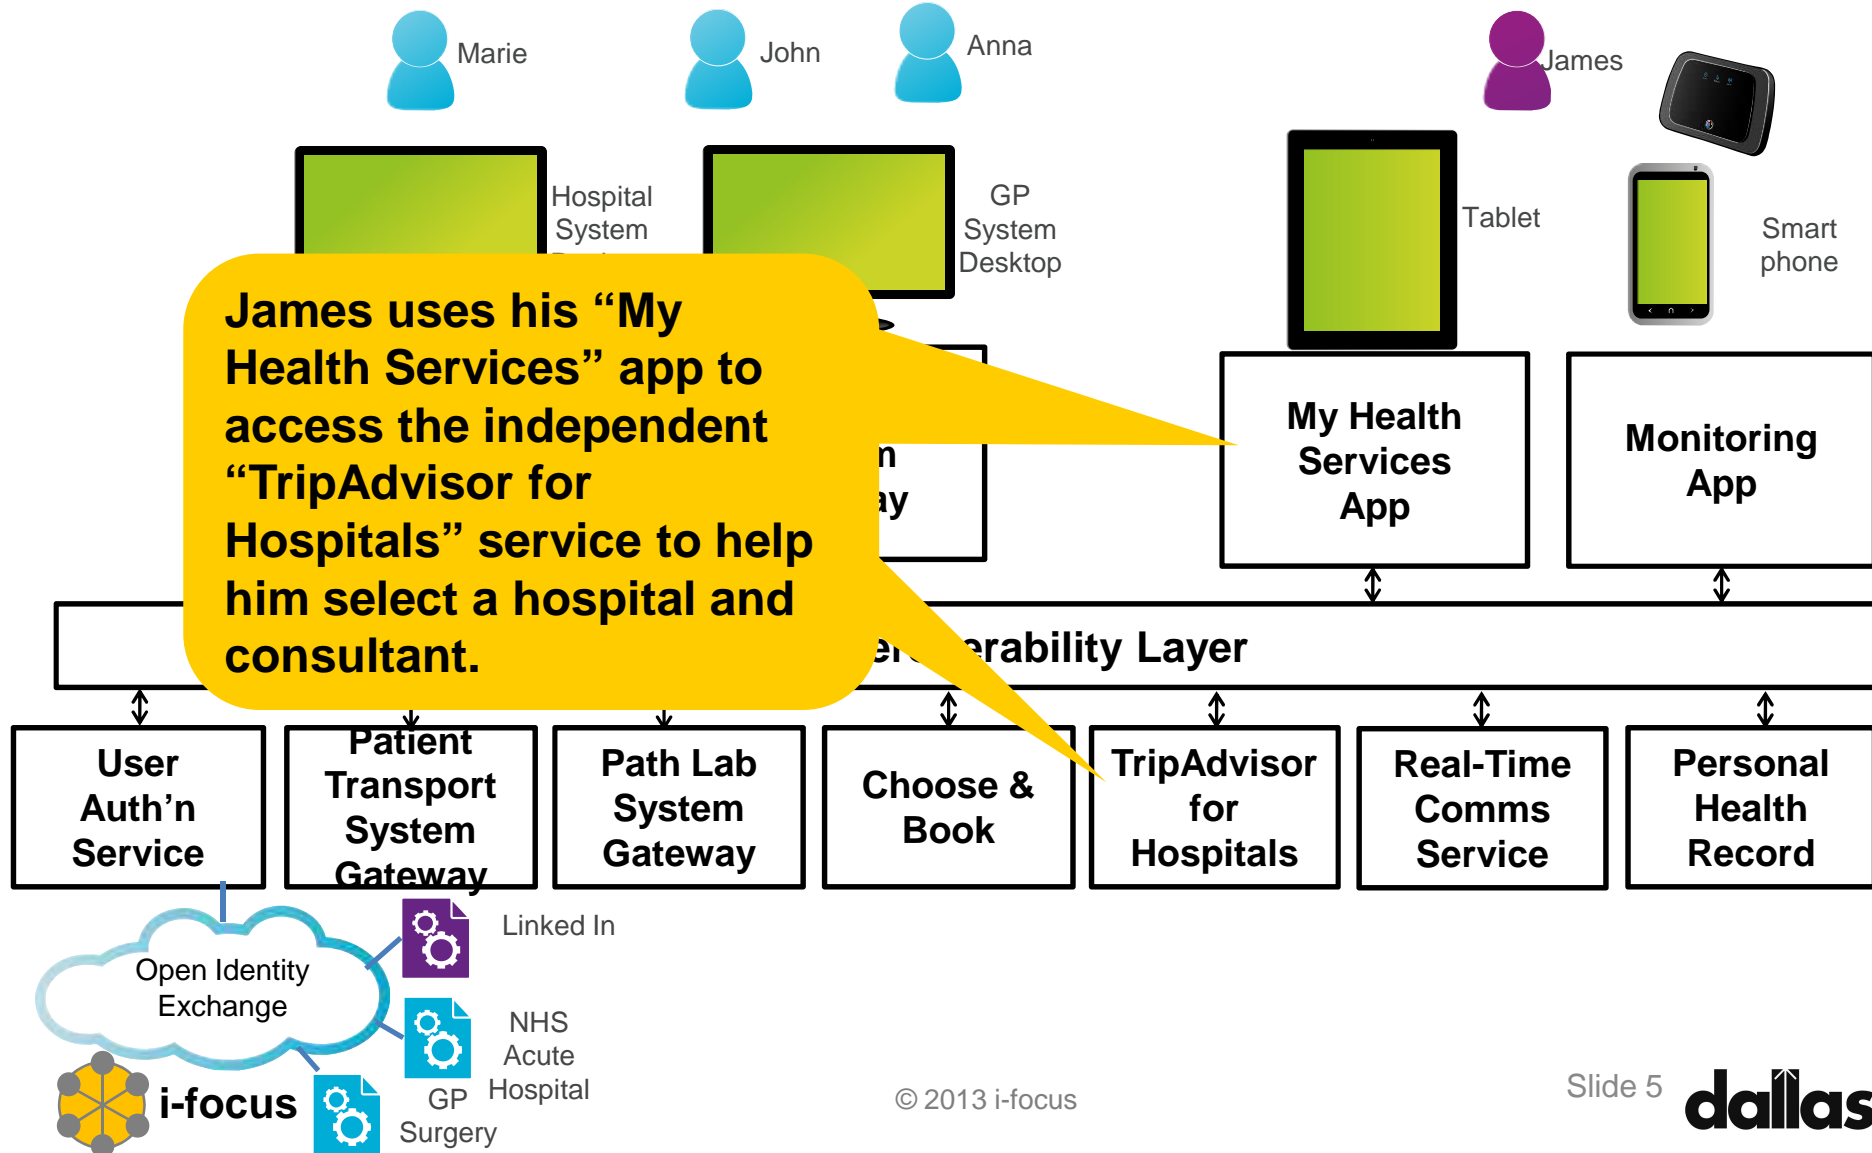 Marie
John
Anna
James
Hospital
System
GP
System
Desktop
Tablet
Smart
phone
James uses his “My
Health Services” app to
access the independent
“TripAdvisor for
Hospitals” service to help
him select a hospital and
consultant.
My Health
Services
App
Monitoring
App
erability Layer
User
Auth’n
Service
Patient
Transport
System
Gateway
Path Lab
System
Gateway
Choose &
Book
TripAdvisor
for
Hospitals
Real-Time
Comms
Service
Personal
Health
Record
Open Identity
Exchange
Linked In
NHS
Acute
Hospital
GP
Surgery
i-focus
© 2013 i-focus
Slide 5
dallas